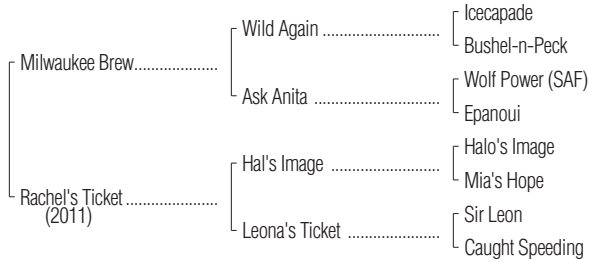 Icecapade
Wild Again
Bushel-n-Peck
Milwaukee Brew
Wolf Power (SAF)
Ask Anita
Epanoui
Halo's Image
Hal's Image
Mia's Hope
Rachel's Ticket
(2011)
Sir Leon
Leona's Ticket
Caught Speeding